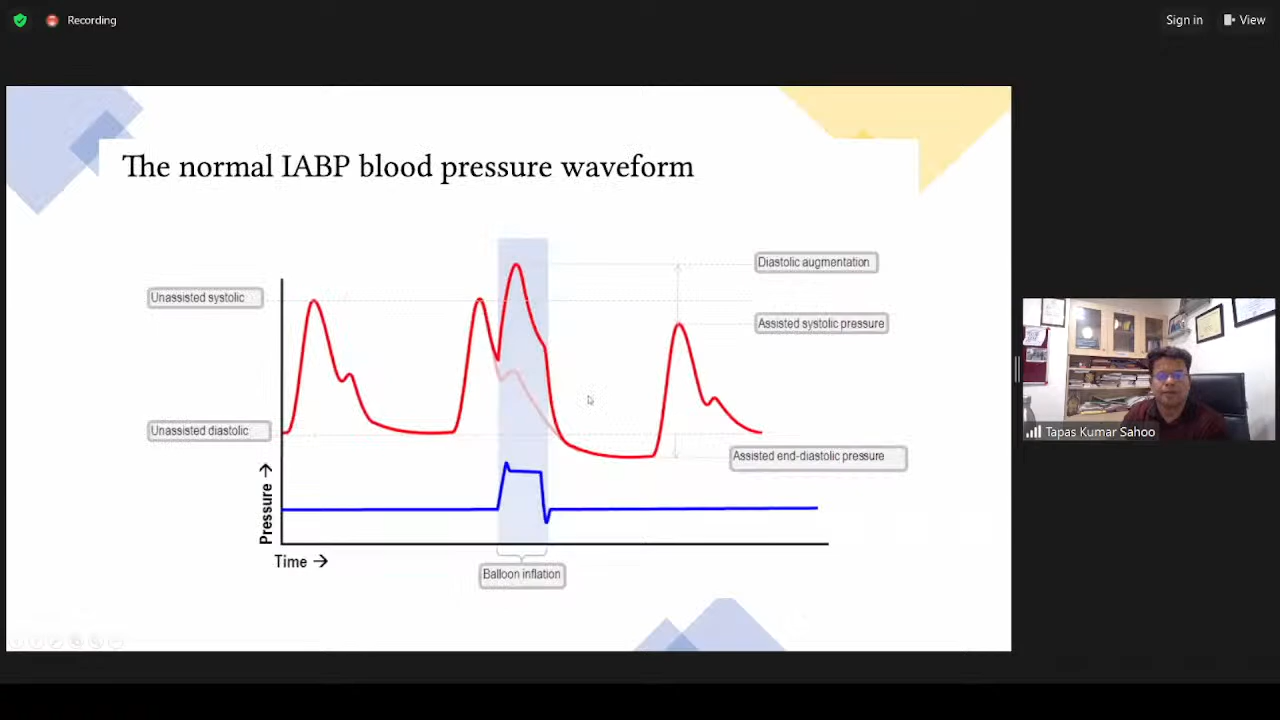 Recording
Sign in
View
The normal IABP blood pressure waveform
Diastolic augmentation
Unassisted systolic
Assisted systolic pressure
Unassisted diastolic
Assisted end-diastolic pressure
Pressure →
Time →
Balloon inflation
Tapas Kumar Sahoo